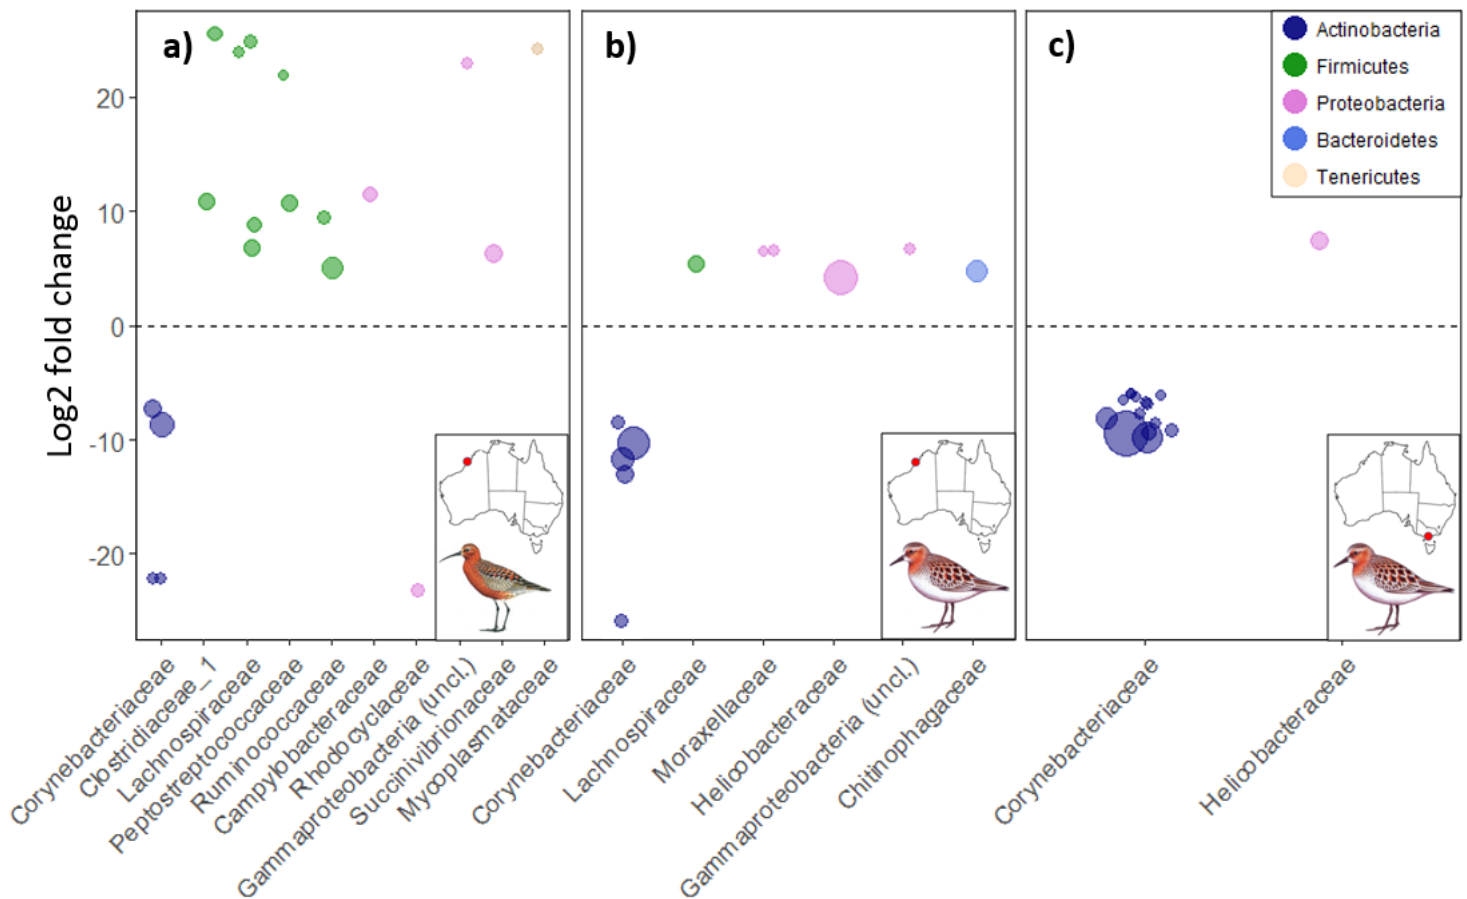 a)
b)
c)
Actinobacteria
Firmicutes
Proteobacteria
Bacteroidetes
Tenericutes
Log2 fold change
20
10
0
-10
-20
Corynebacteriaceae
Clostridiaceae_1
Lachnospiraceae
Peptostreptococcaceae
Ruminococcaceae
Campylobacteraceae
Rhodocyclaceae
Gammaproteobacteria (uncl.)
Succinivibrionaceae
Mycoplasmataceae
Corynebacteriaceae
Lachnospiraceae
Moraxellaceae
Helicobacteraceae
Gammaproteobacteria (uncl.)
Chitinophagaceae
Corynebacteriaceae
Helicobacteraceae